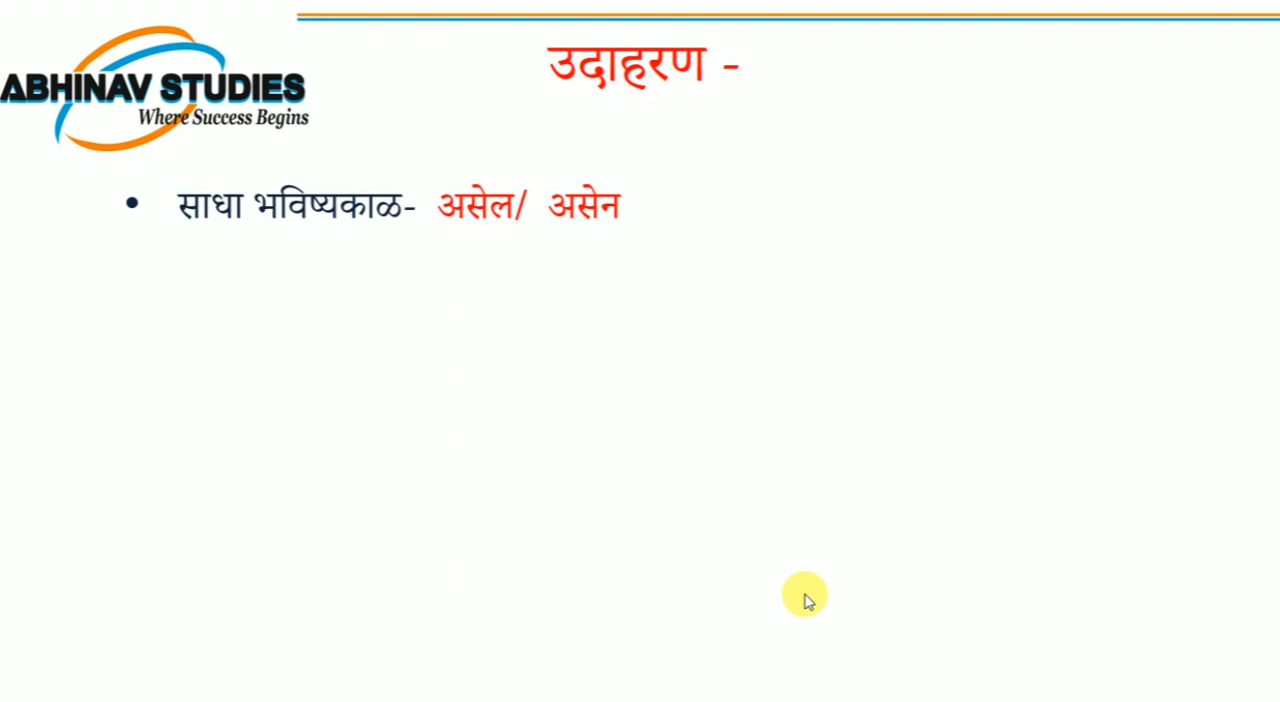 ABHINAV STUDIES
Where Success Begins
उदाहरण -
• साधा भविष्यकाळ- असेल/ असेन